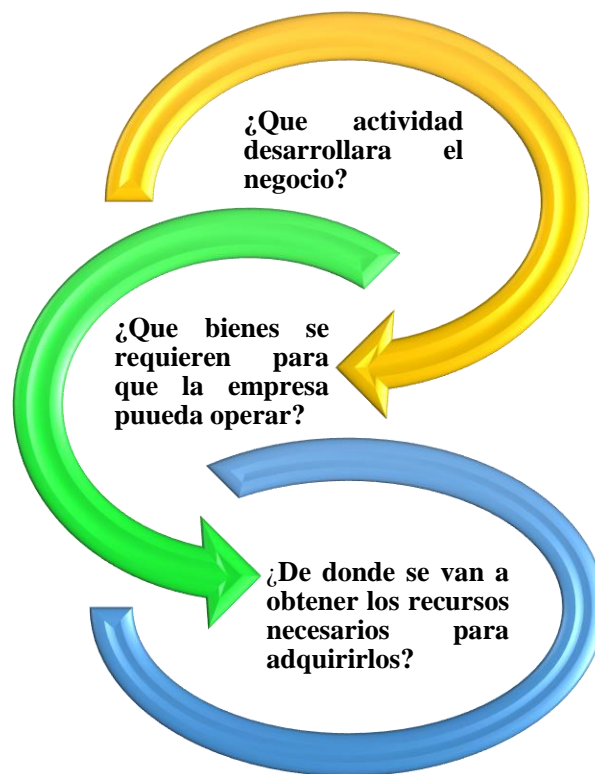 ¿Que actividad
desarrollara el
negocio?
¿Que bienes se
requieren para
que la empresa
puueda operar?
¿De donde se van a
obtener los recursos
necesarios para
adquirirlos?